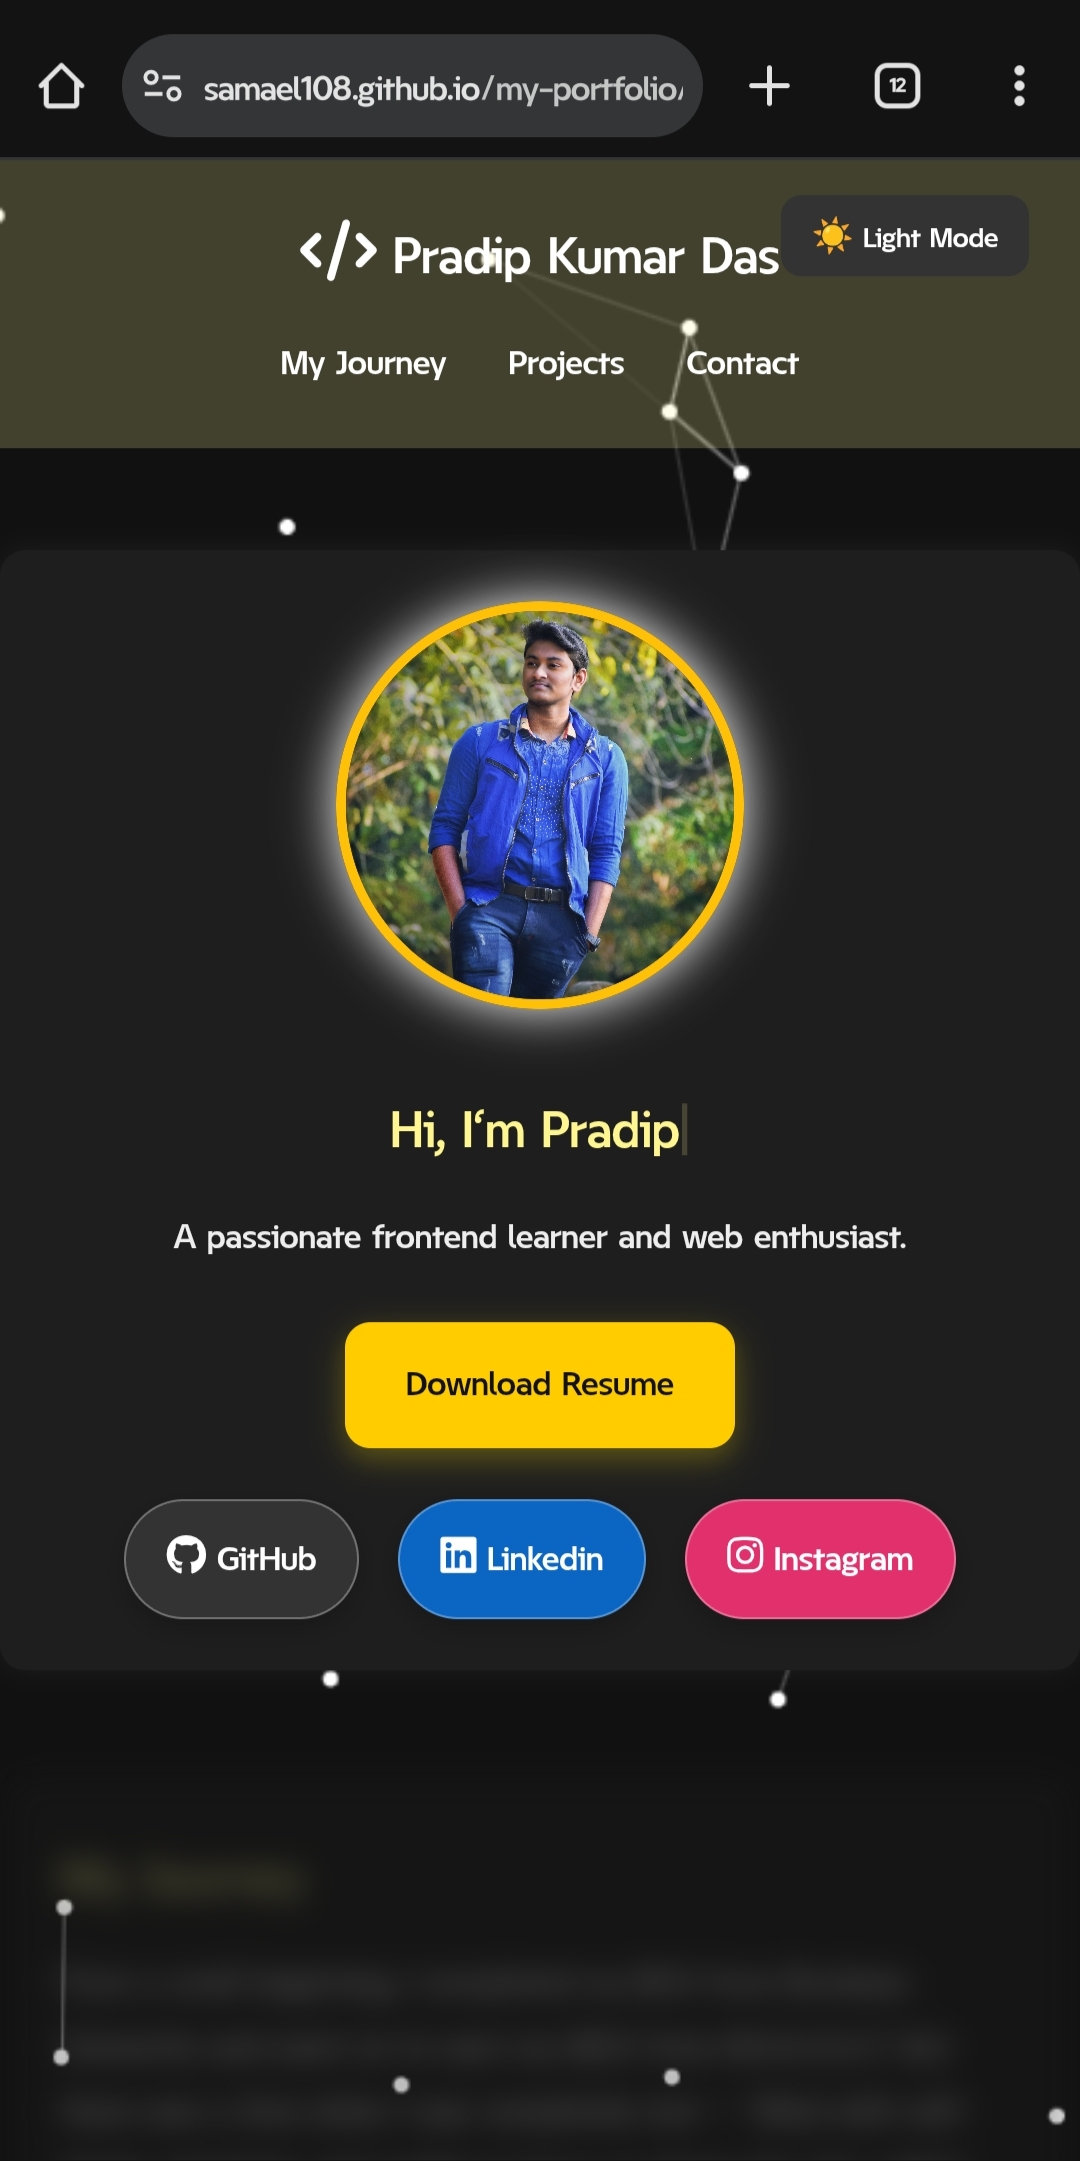 samael108.github.io/my-portfolio/
12
</> Pradip Kumar Das
☀️ Light Mode
My Journey Projects Contact
Hi, I‘m Pradip|
A passionate frontend learner and web enthusiast.
Download Resume
GitHub Linkedin Instagram